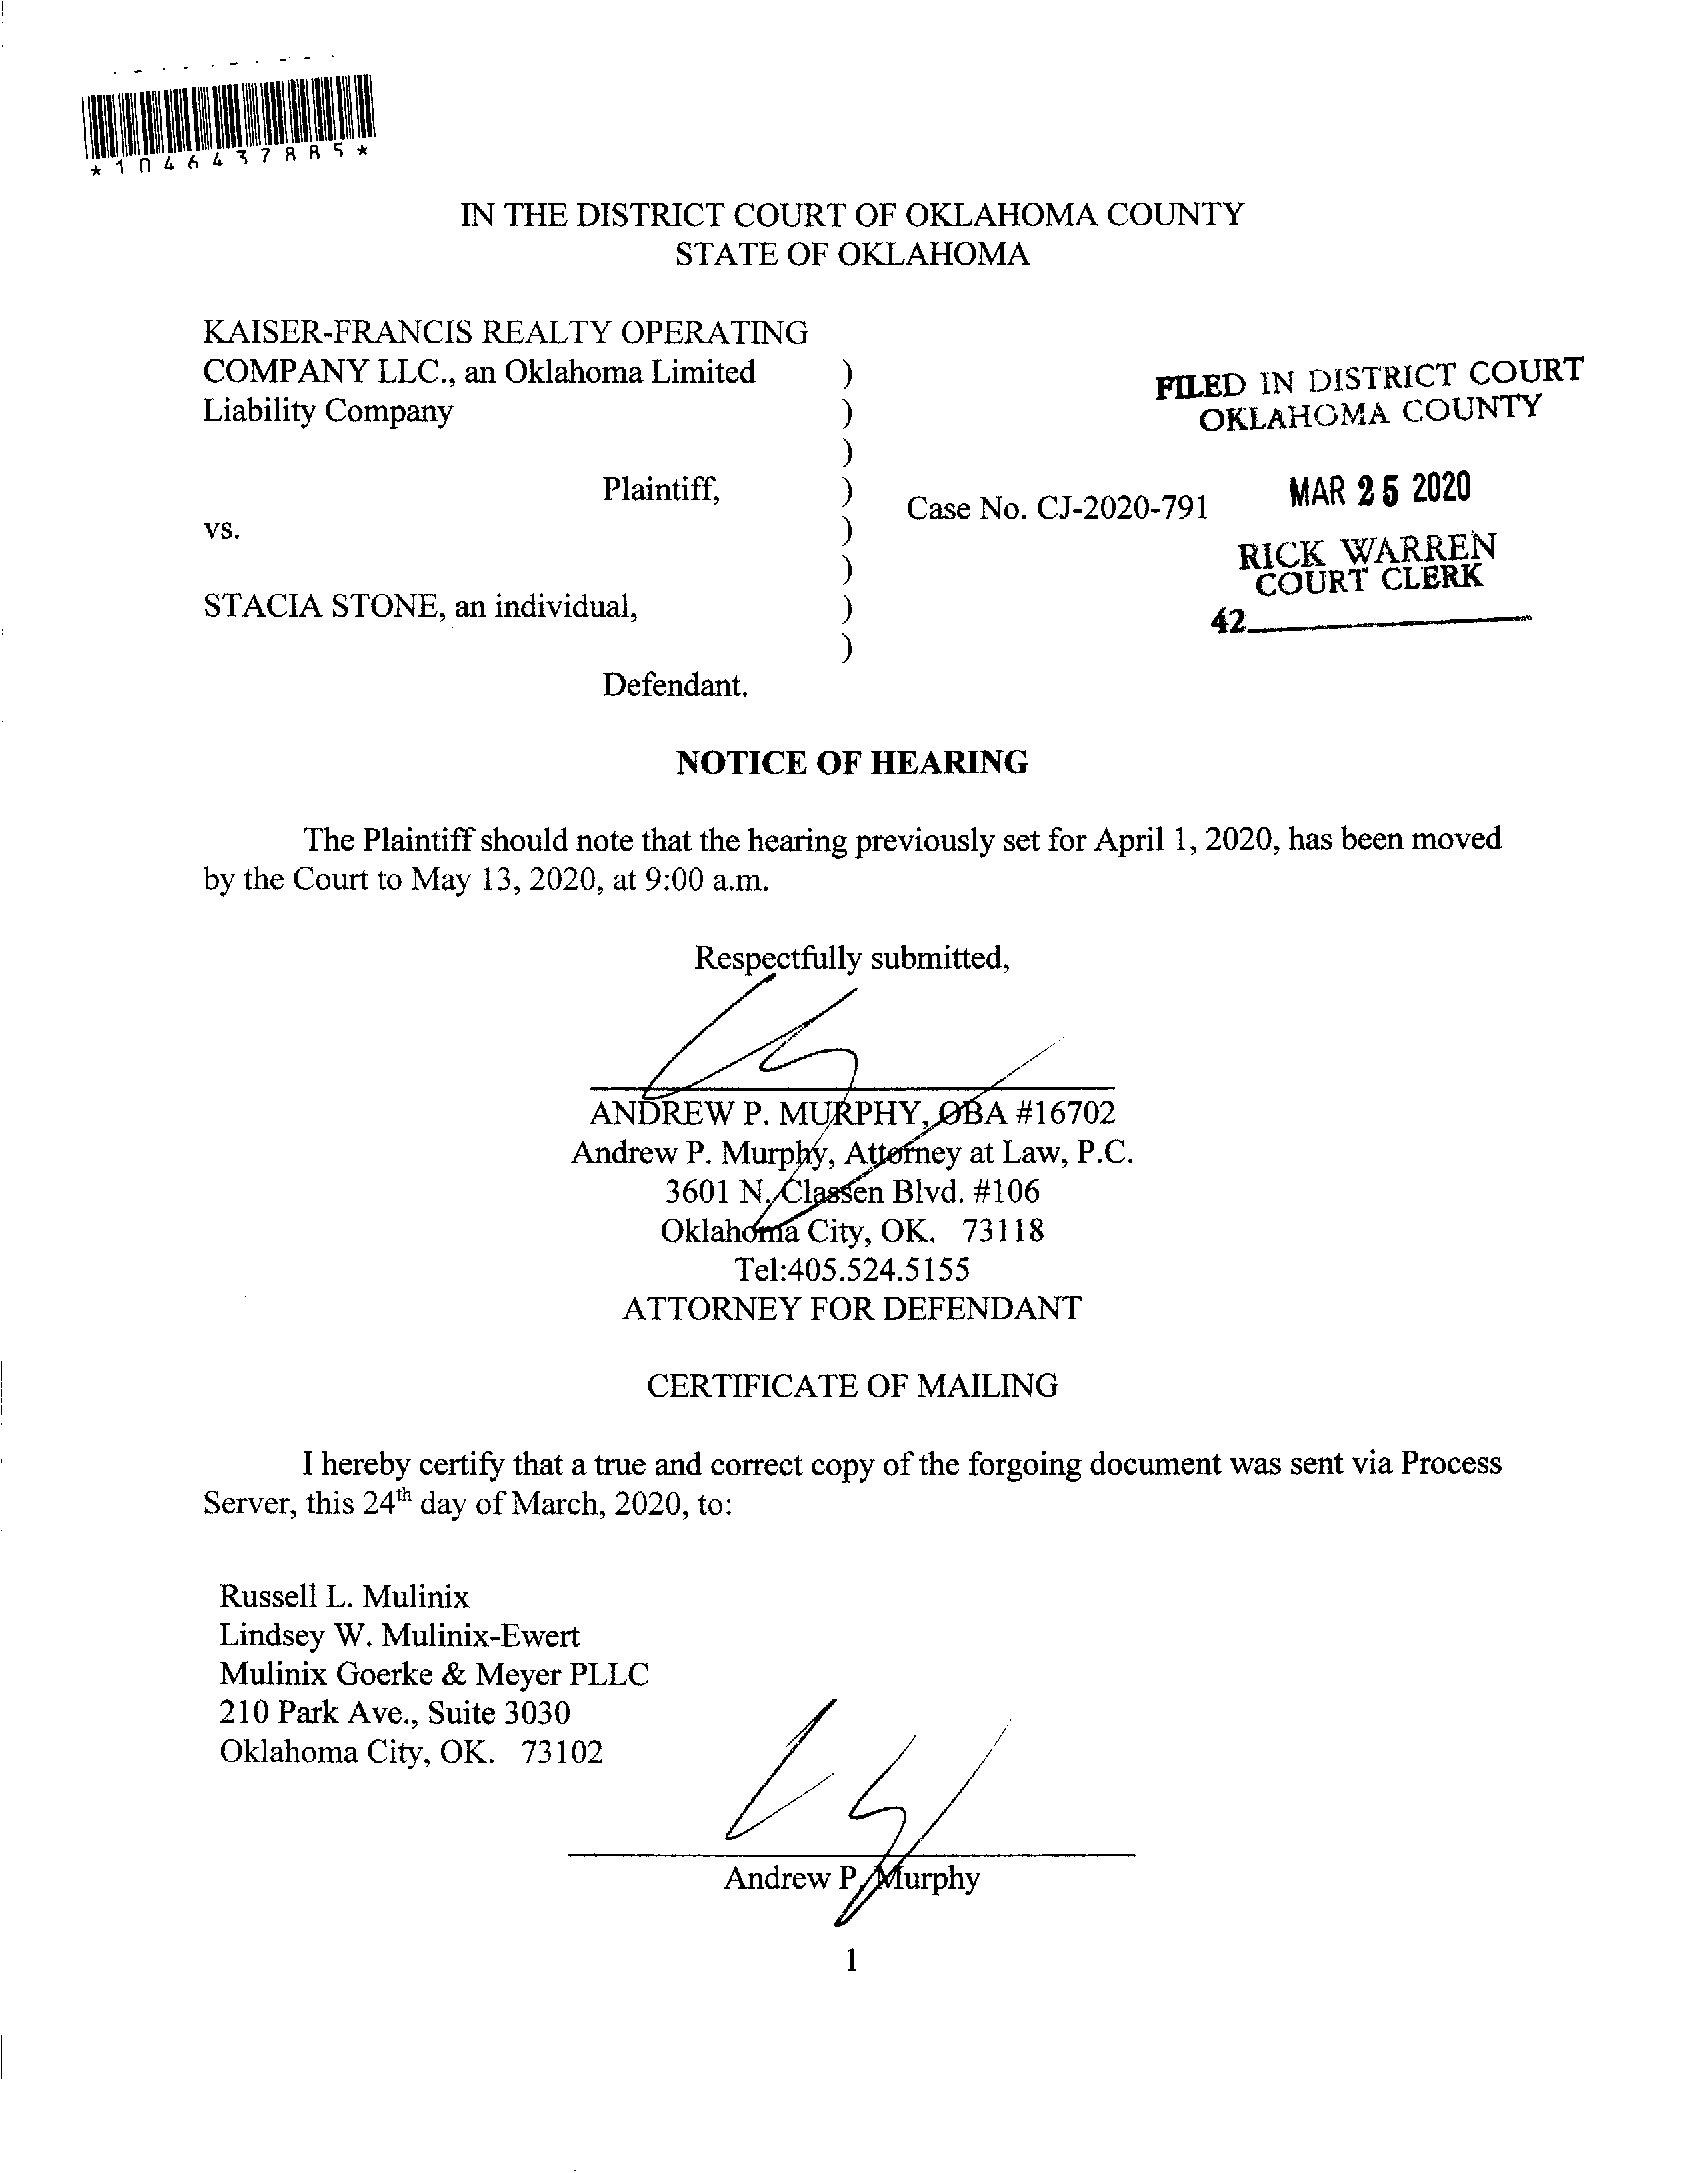 *1046437885*
IN THE DISTRICT COURT OF OKLAHOMA COUNTY
STATE OF OKLAHOMA
KAISER-FRANCIS REALTY OPERATING
COMPANY LLC., an Oklahoma Limited )
Liability Company )
)
Plaintiff, )
vs. )
)
STACIA STONE, an individual, )
)
Defendant.
Case No. CJ-2020-791
FILED IN DISTRICT COURT
OKLAHOMA COUNTY
MAR 25 2020
RICK WARREN
COURT CLERK
42
NOTICE OF HEARING
The Plaintiff should note that the hearing previously set for April 1, 2020, has been moved
by the Court to May 13, 2020, at 9:00 a.m.
Respectfully submitted,
ANDREW P. MURPHY, OBA #16702
Andrew P. Murphy, Attorney at Law, P.C.
3601 N. Classen Blvd. #106
Oklahoma City, OK. 73118
Tel:405.524.5155
ATTORNEY FOR DEFENDANT
CERTIFICATE OF MAILING
I hereby certify that a true and correct copy of the forgoing document was sent via Process
Server, this 24th day of March, 2020, to:
Russell L. Mulinix
Lindsey W. Mulinix-Ewert
Mulinix Goerke & Meyer PLLC
210 Park Ave., Suite 3030
Oklahoma City, OK. 73102
Andrew P. Murphy
1